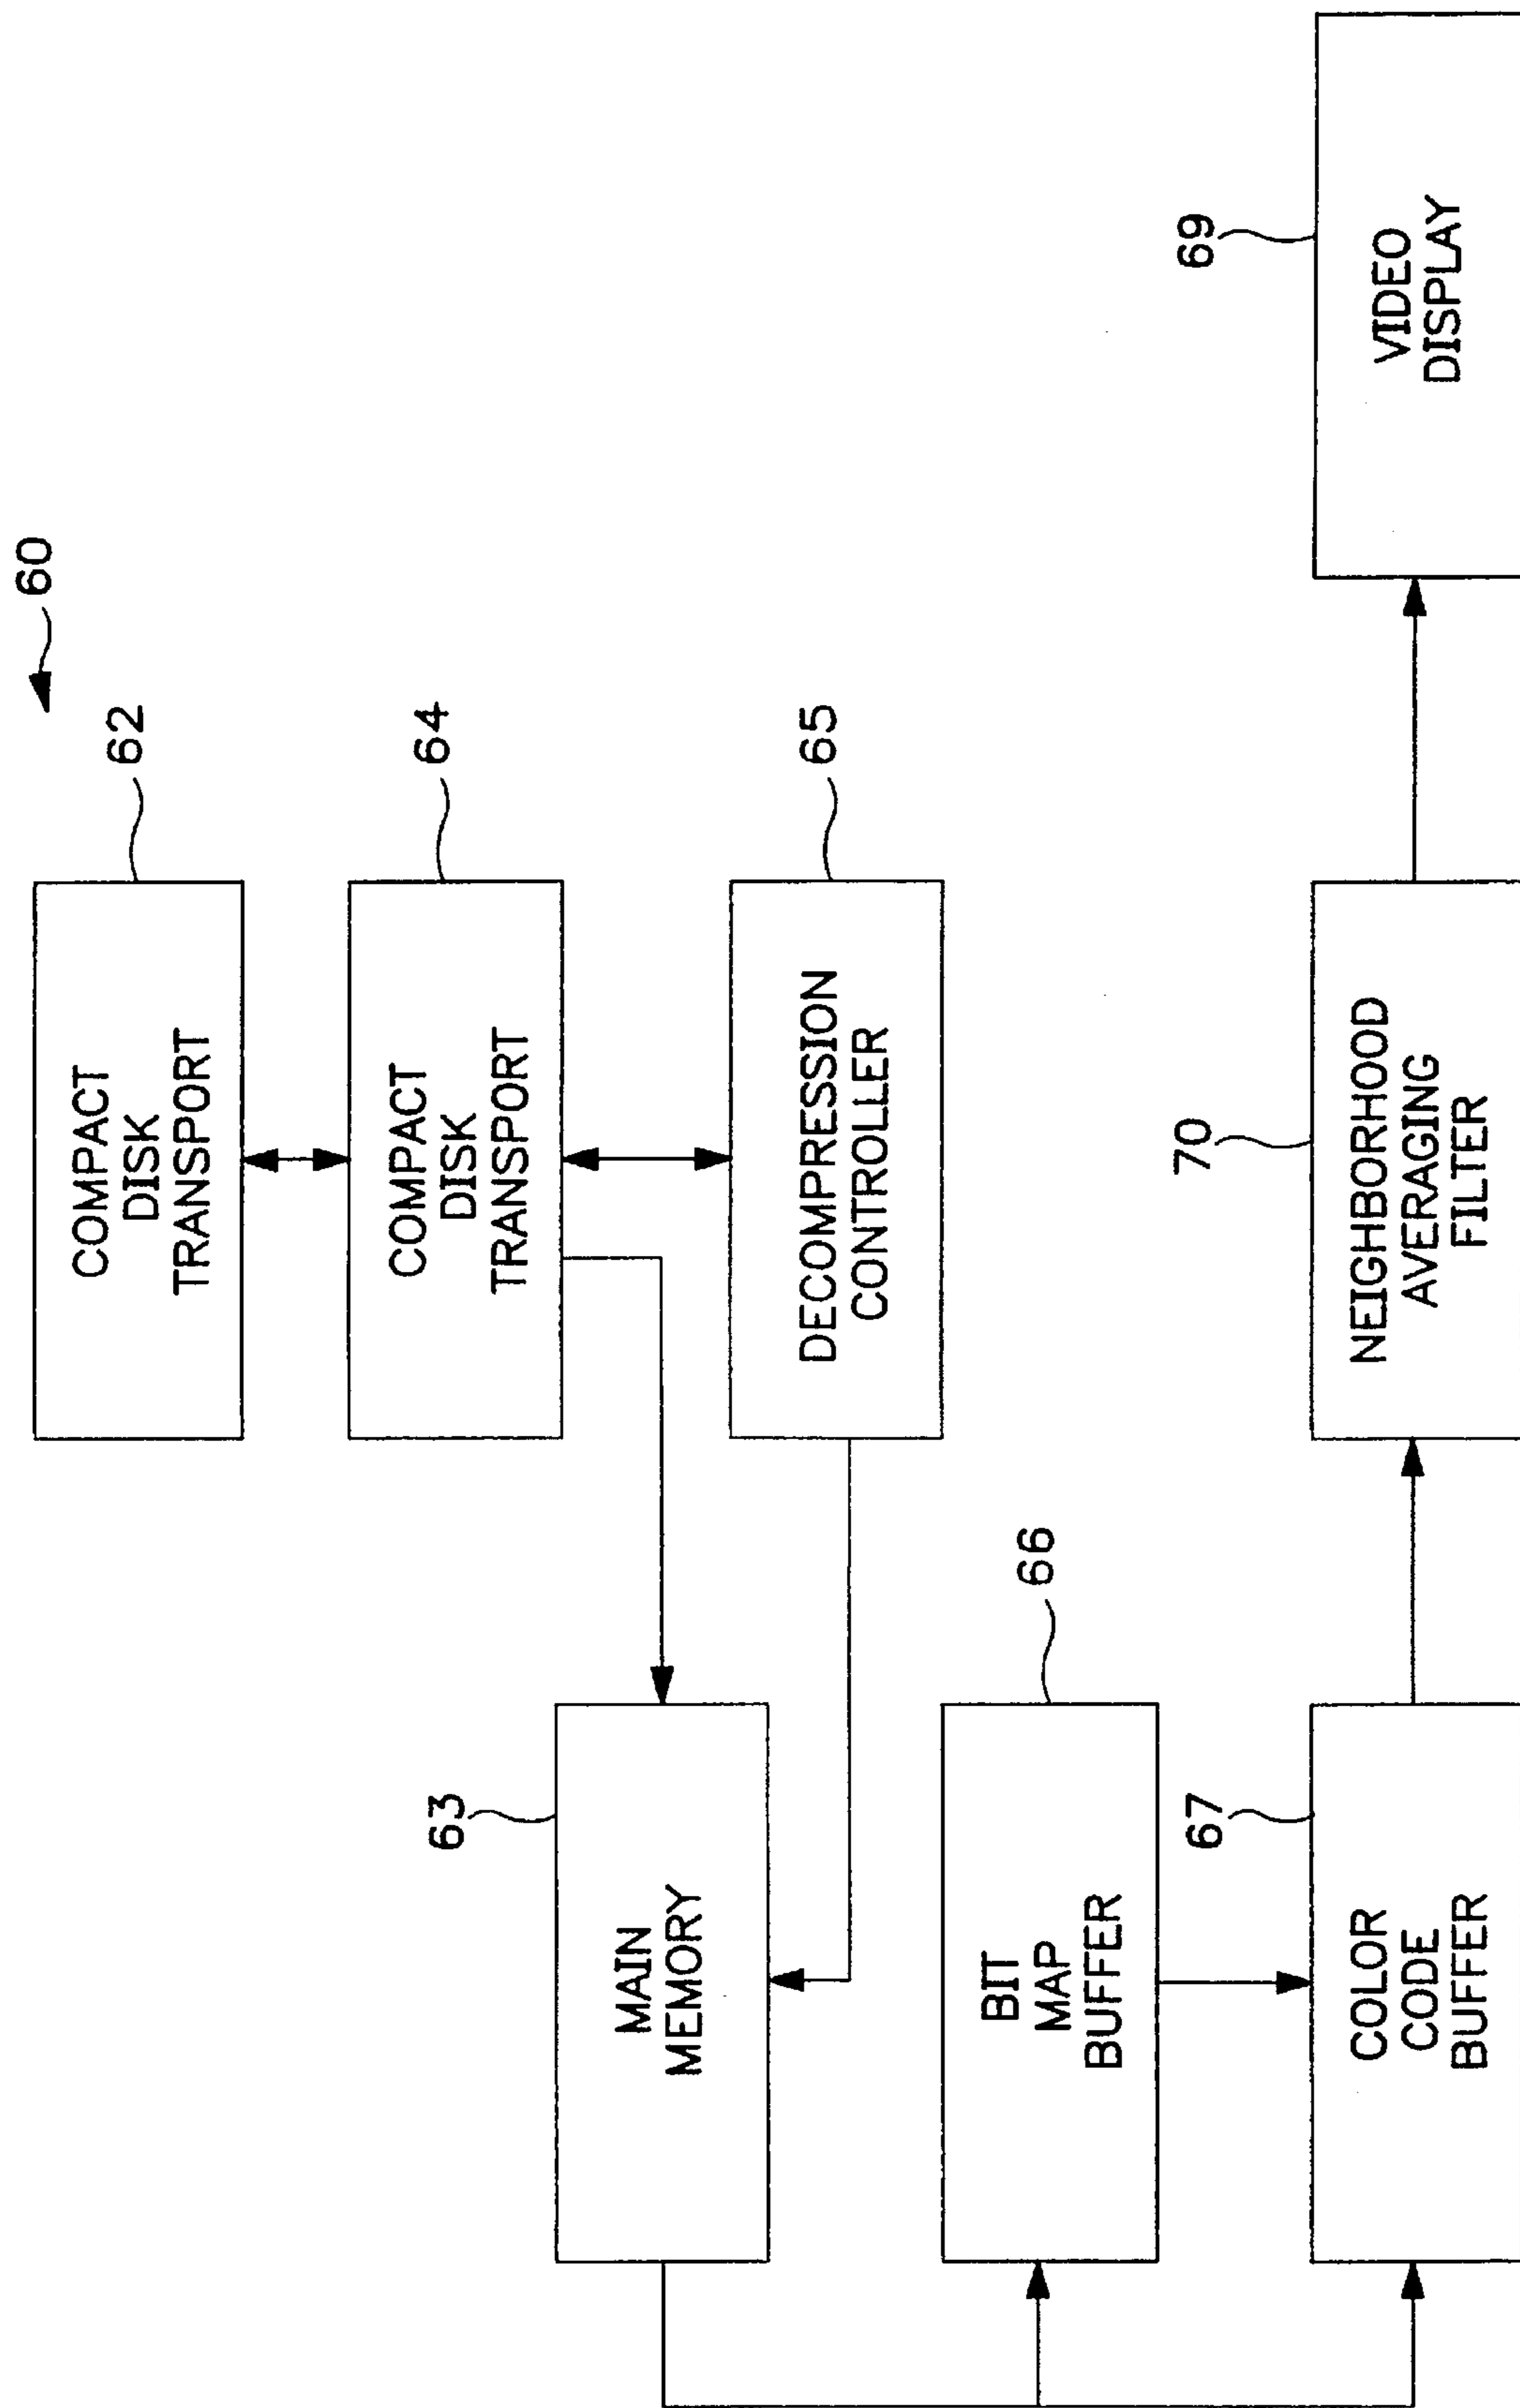 60
COMPACT
DISK
TRANSPORT
62
COMPACT
DISK
TRANSPORT
64
DECOMPRESSION
CONTROLLER
65
63
MAIN
MEMORY
66
BIT
MAP
BUFFER
67
COLOR
CODE
BUFFER
70
NEIGHBORHOOD
AVERAGING
FILTER
69
VIDEO
DISPLAY